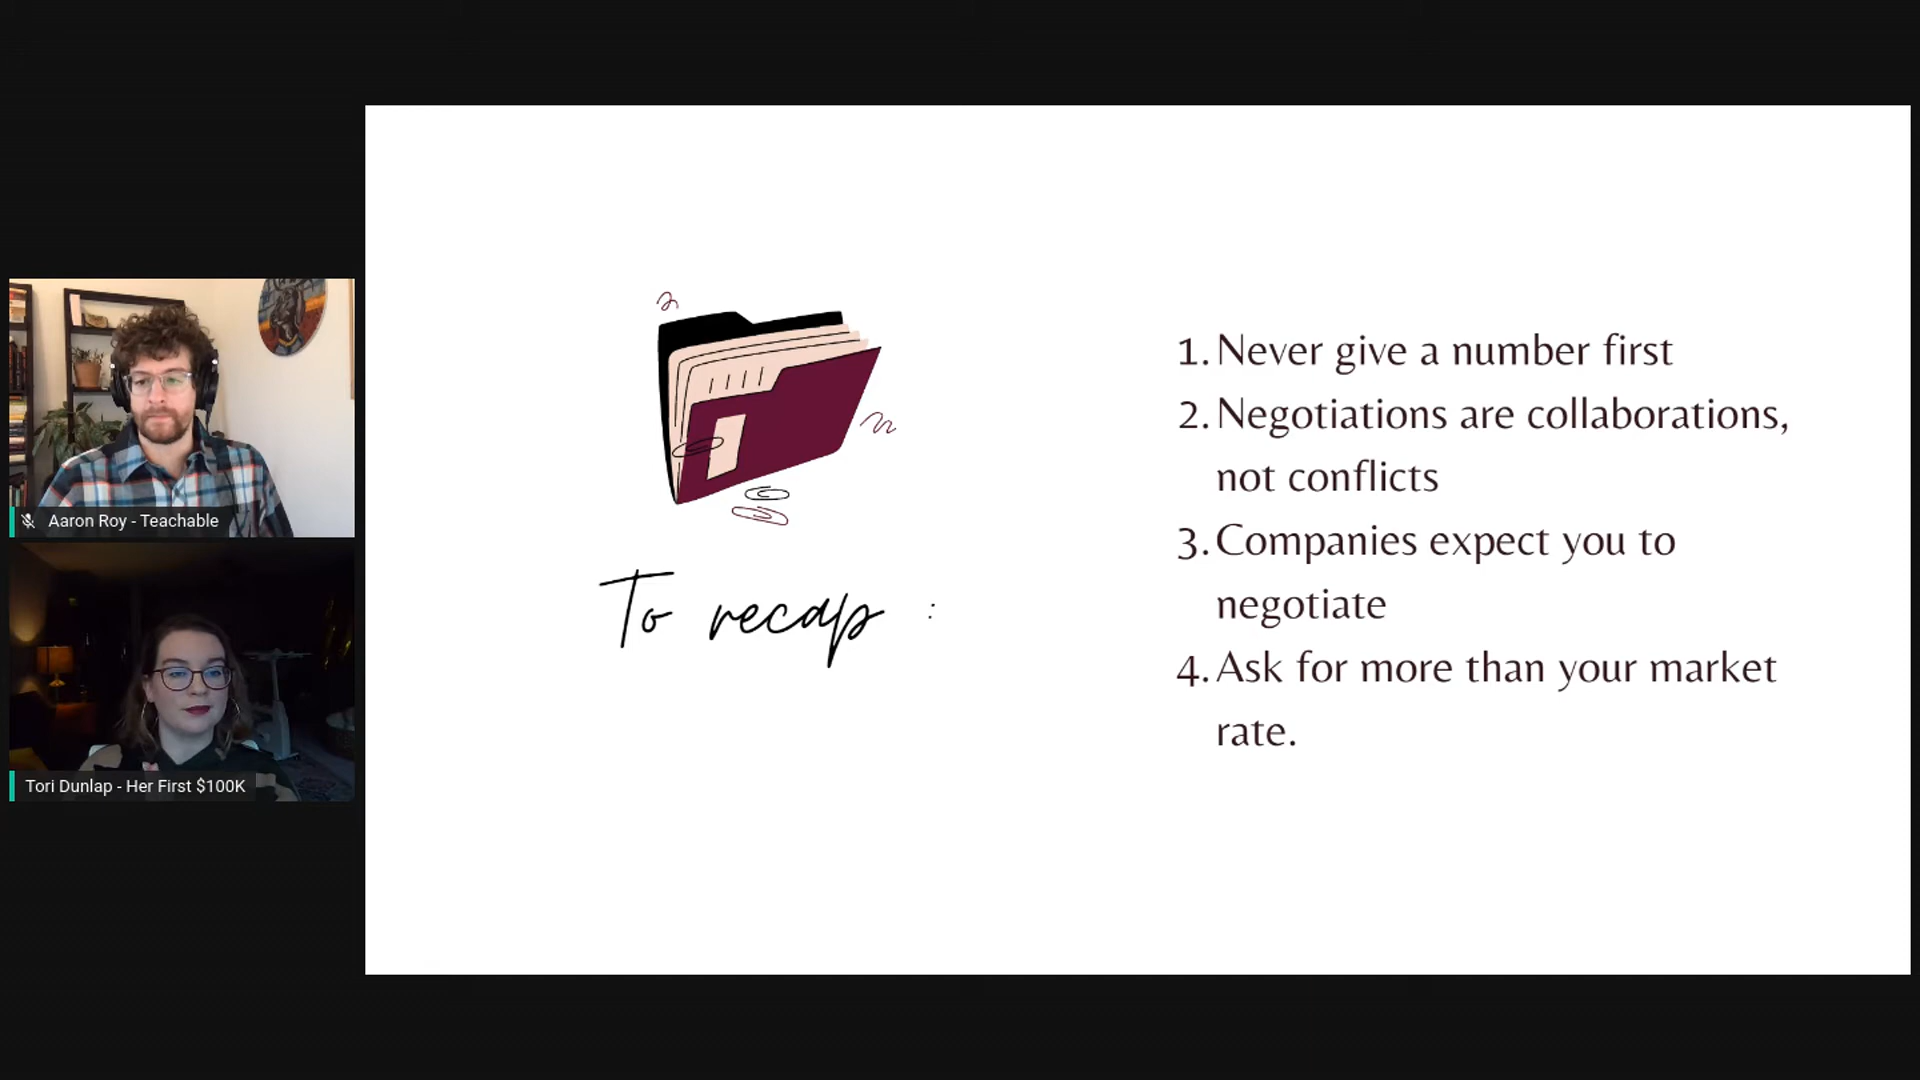 Aaron Roy - Teachable
Tori Dunlap - Her First $100K
To recap :
1. Never give a number first
2. Negotiations are collaborations,
not conflicts
3. Companies expect you to
negotiate
4. Ask for more than your market
rate.